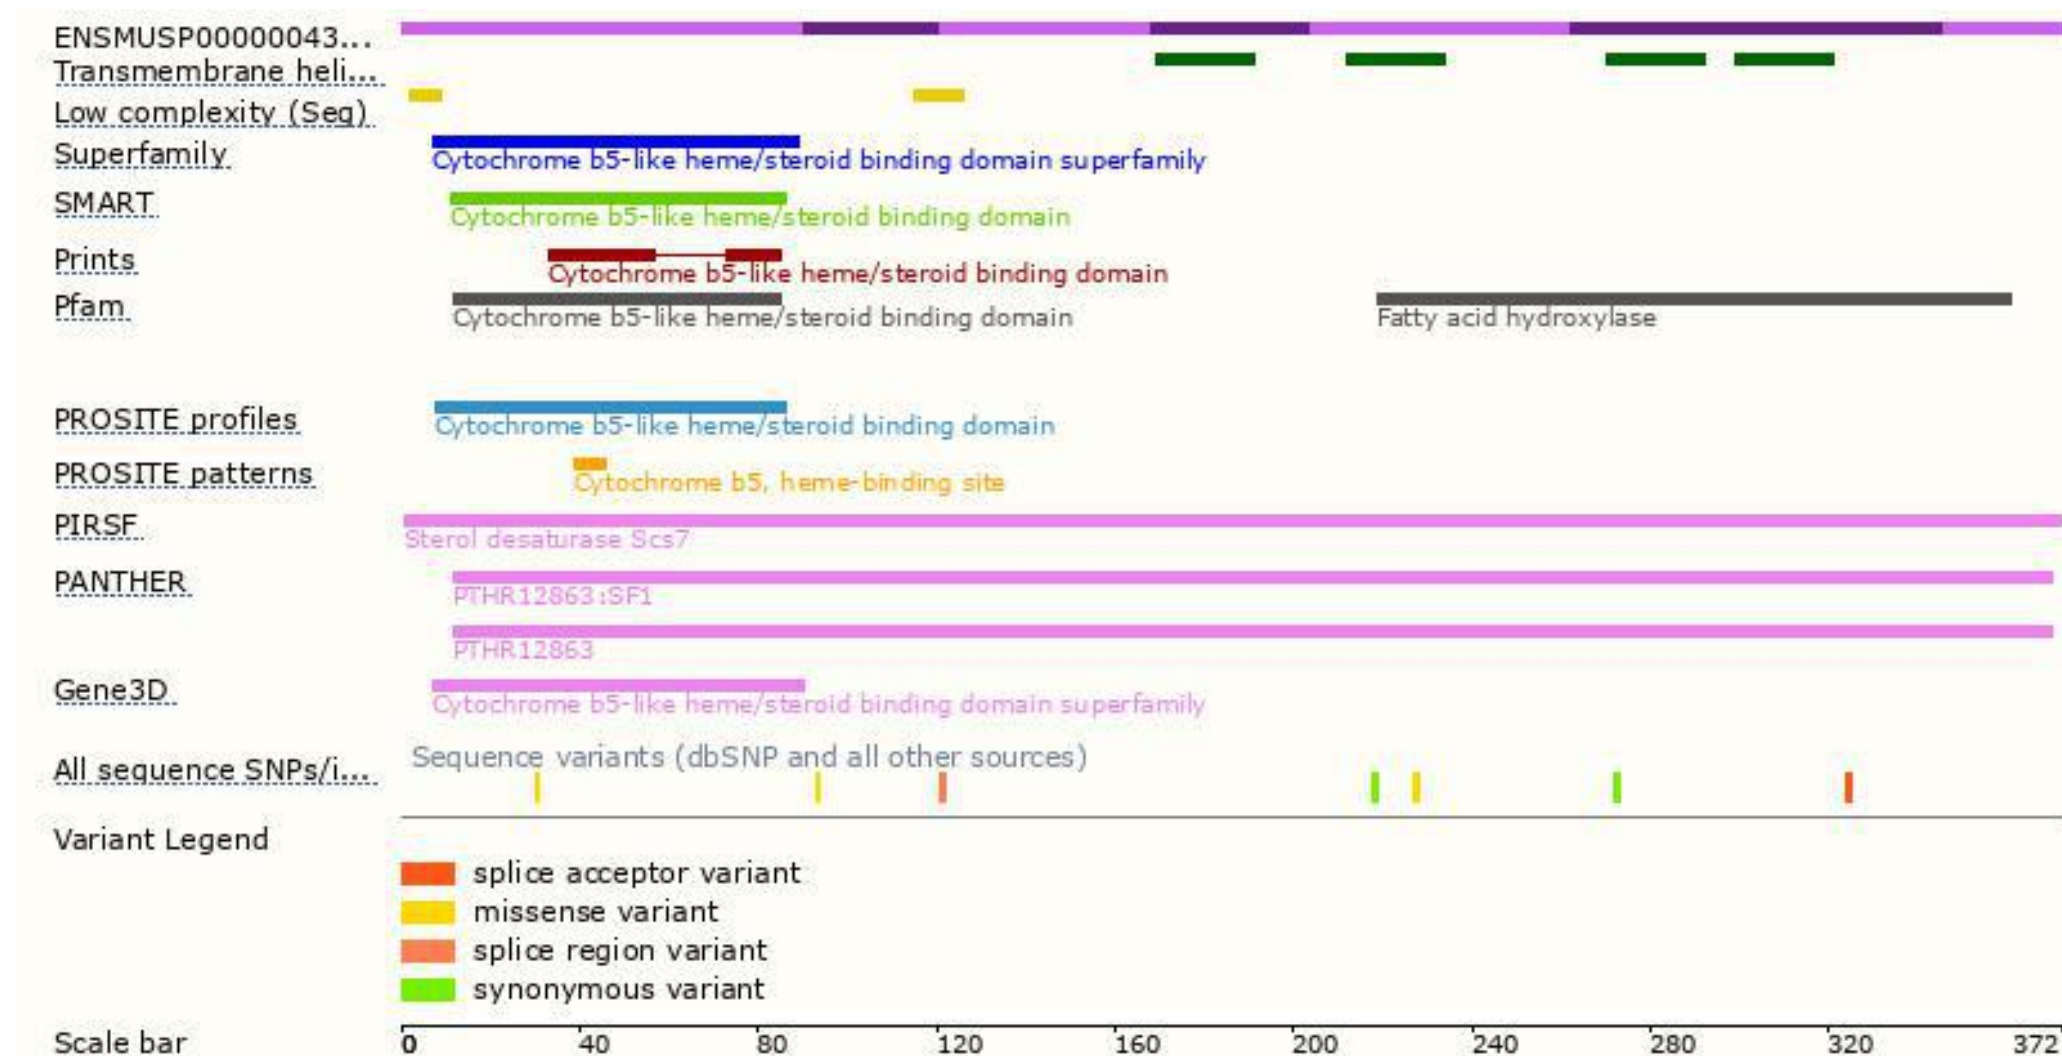 ENSMUSP00000043...
Transmembrane heli...
Low complexity (Seg)
Superfamily
Cytochrome b5-like heme/steroid binding domain superfamily
SMART
Cytochrome b5-like heme/steroid binding domain
Prints
Cytochrome b5-like heme/steroid binding domain
Pfam
Cytochrome b5-like heme/steroid binding domain Fatty acid hydroxylase
PROSITE profiles
Cytochrome b5-like heme/steroid binding domain
PROSITE patterns
Cytochrome b5, heme-binding site
PIRSF
Sterol desaturase Scs7
PANTHER
PTHR12863:SF1
PTHR12863
Gene3D
Cytochrome b5-like heme/steroid binding domain superfamily
Sequence variants (dbSNP and all other sources)
All sequence SNPs/i...
Variant Legend
splice acceptor variant
missense variant
splice region variant
synonymous variant
Scale bar 0 40 80 120 160 200 240 280 320 372